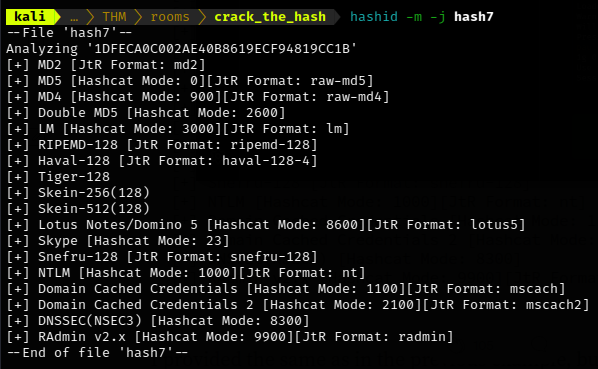 kali … THM rooms crack_the_hash hashid -m -j hash7
--File 'hash7'--
Analyzing '1DFECA0C002AE40B8619ECF94819CC1B'
[+] MD2 [JtR Format: md2]
[+] MD5 [Hashcat Mode: 0][JtR Format: raw-md5]
[+] MD4 [Hashcat Mode: 900][JtR Format: raw-md4]
[+] Double MD5 [Hashcat Mode: 2600]
[+] LM [Hashcat Mode: 3000][JtR Format: lm]
[+] RIPEMD-128 [JtR Format: ripemd-128]
[+] Haval-128 [JtR Format: haval-128-4]
[+] Tiger-128
[+] Skein-256(128)
[+] Skein-512(128)
[+] Lotus Notes/Domino 5 [Hashcat Mode: 8600][JtR Format: lotus5]
[+] Skype [Hashcat Mode: 23]
[+] Snefru-128 [JtR Format: snefru-128]
[+] NTLM [Hashcat Mode: 1000][JtR Format: nt]
[+] Domain Cached Credentials [Hashcat Mode: 1100][JtR Format: mscach]
[+] Domain Cached Credentials 2 [Hashcat Mode: 2100][JtR Format: mscach2]
[+] DNSSEC(NSEC3) [Hashcat Mode: 8300]
[+] RAdmin v2.x [Hashcat Mode: 9900][JtR Format: radmin]
--End of file 'hash7'--